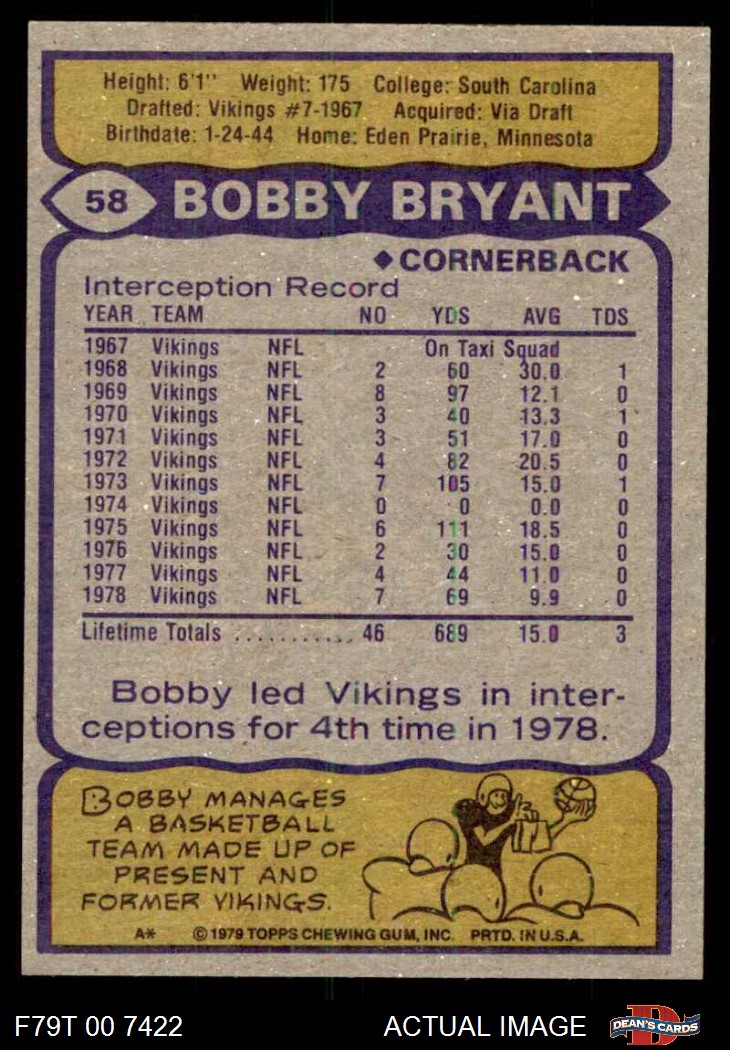 Height: 6'1" Weight: 175 College: South Carolina
Drafted: Vikings #7-1967 Acquired: Via Draft
Birthdate: 1-24-44 Home: Eden Prairie, Minnesota
58 BOBBY BRYANT
◆CORNERBACK
Interception Record
YEAR TEAM NO YDS AVG TDS
1967 Vikings NFL On Taxi Squad
1968 Vikings NFL 2 60 30.0 1
1969 Vikings NFL 8 97 12.1 0
1970 Vikings NFL 3 40 13.3 1
1971 Vikings NFL 3 51 17.0 0
1972 Vikings NFL 4 82 20.5 0
1973 Vikings NFL 7 105 15.0 1
1974 Vikings NFL 0 0 0.0 0
1975 Vikings NFL 6 111 18.5 0
1976 Vikings NFL 2 30 15.0 0
1977 Vikings NFL 4 44 11.0 0
1978 Vikings NFL 7 69 9.9 0
Lifetime Totals ........... 46 689 15.0 3
Bobby led Vikings in inter-
ceptions for 4th time in 1978.
BOBBY MANAGES
A BASKETBALL
TEAM MADE UP OF
PRESENT AND
FORMER VIKINGS.
A* © 1979 TOPPS CHEWING GUM, INC. PRTD. IN U.S.A.
F79T 00 7422 ACTUAL IMAGE DEAN'S CARDS